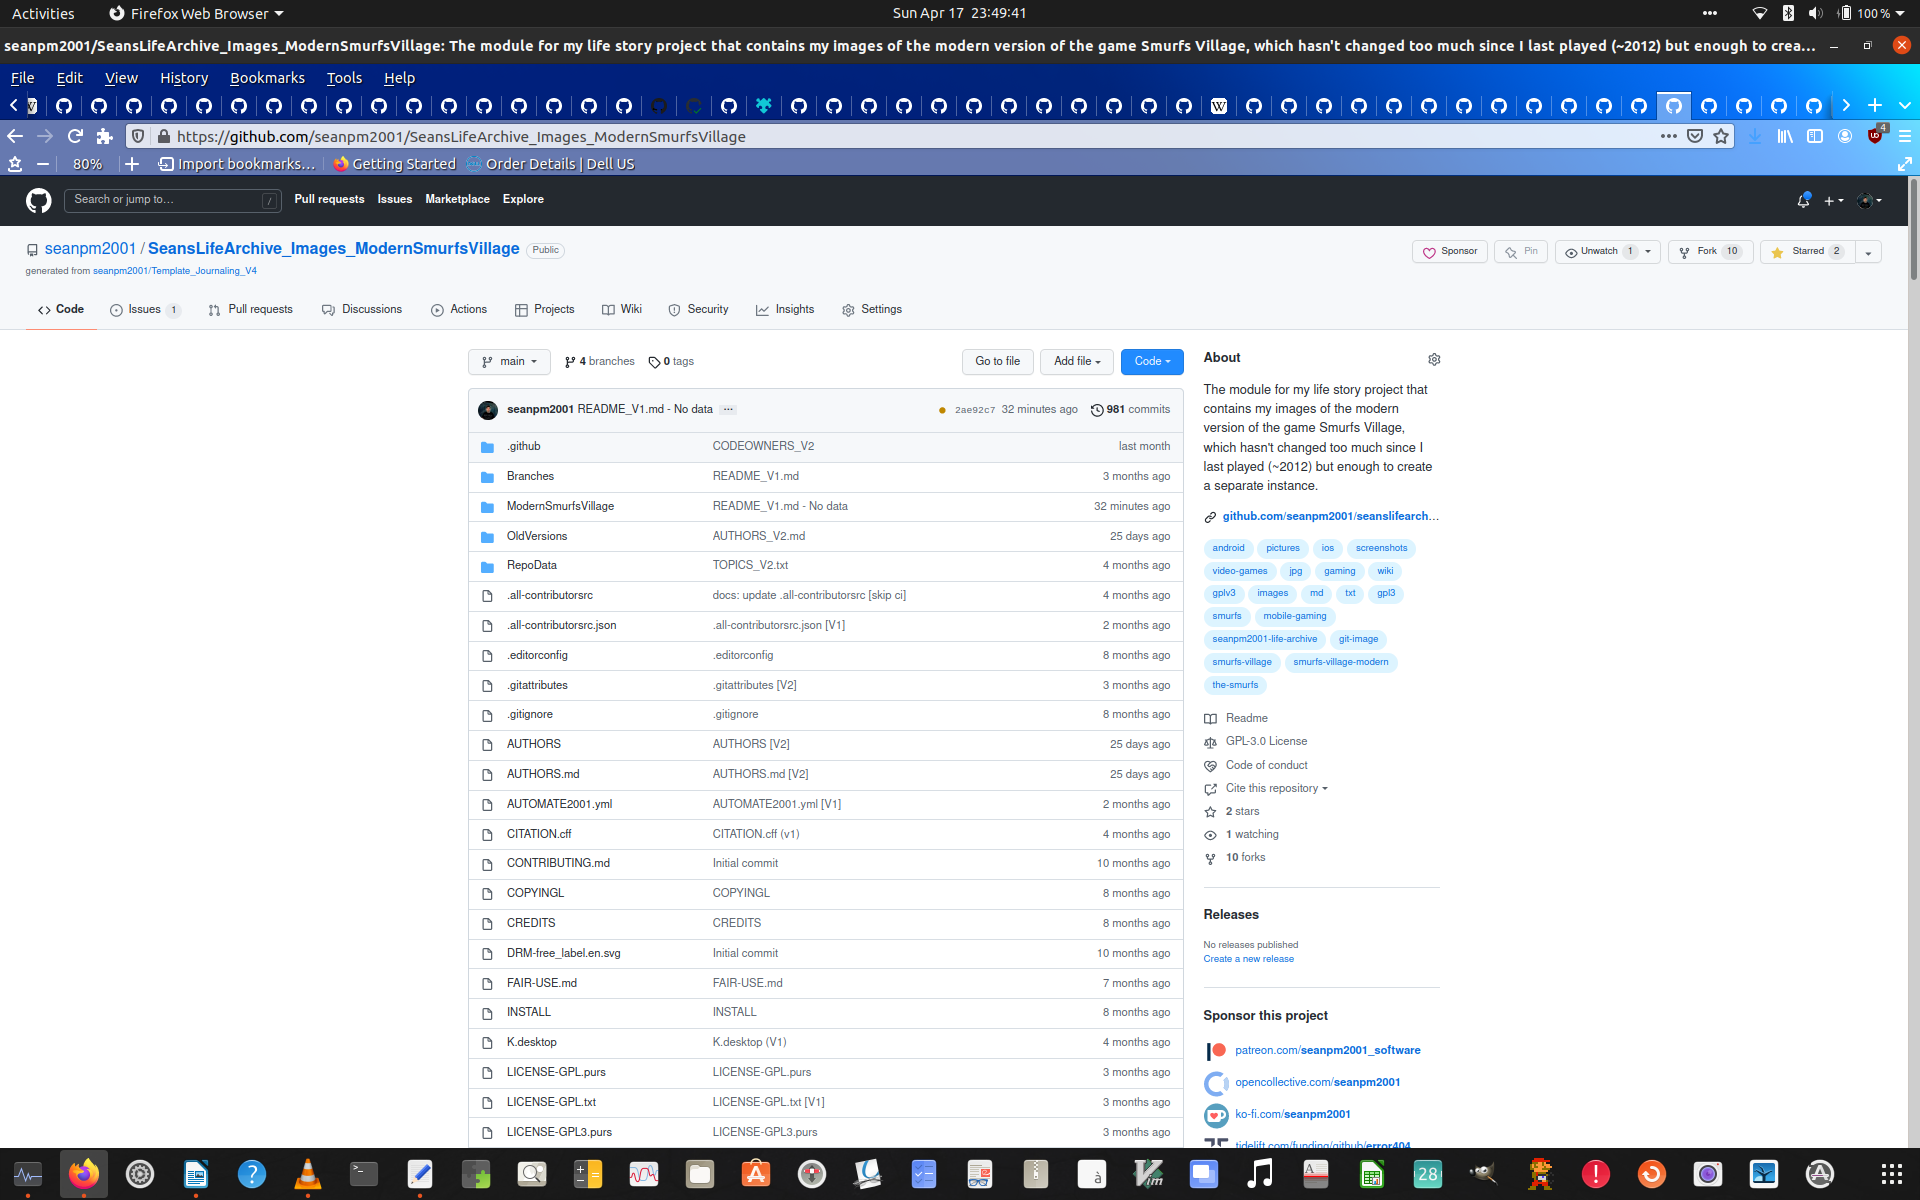 Activities
Firefox Web Browser
Sun Apr 17  23:49:41
100 %
seanpm2001/SeansLifeArchive_Images_ModernSmurfsVillage: The module for my life story project that contains my images of the modern version of the game Smurfs Village, which hasn't changed too much since I last played (~2012) but enough to crea...
File Edit View History Bookmarks Tools Help
https://github.com/seanpm2001/SeansLifeArchive_Images_ModernSmurfsVillage
4
80%
Import bookmarks...
Getting Started
Order Details | Dell US
Search or jump to...
/
Pull requests Issues Marketplace Explore
seanpm2001 / SeansLifeArchive_Images_ModernSmurfsVillage Public
Sponsor
Pin
Unwatch 1
Fork 10
Starred 2
generated from seanpm2001/Template_Journaling_V4
Code
Issues 1
Pull requests
Discussions
Actions
Projects
Wiki
Security
Insights
Settings
main
4 branches
0 tags
Go to file
Add file
Code
seanpm2001 README_V1.md - No data ...
2ae92c7 32 minutes ago
981 commits
.github CODEOWNERS_V2 last month
Branches README_V1.md 3 months ago
ModernSmurfsVillage README_V1.md - No data 32 minutes ago
OldVersions AUTHORS_V2.md 25 days ago
RepoData TOPICS_V2.txt 4 months ago
.all-contributorsrc docs: update .all-contributorsrc [skip ci] 4 months ago
.all-contributorsrc.json .all-contributorsrc.json [V1] 2 months ago
.editorconfig .editorconfig 8 months ago
.gitattributes .gitattributes [V2] 3 months ago
.gitignore .gitignore 8 months ago
AUTHORS AUTHORS [V2] 25 days ago
AUTHORS.md AUTHORS.md [V2] 25 days ago
AUTOMATE2001.yml AUTOMATE2001.yml [V1] 2 months ago
CITATION.cff CITATION.cff (v1) 4 months ago
CONTRIBUTING.md Initial commit 10 months ago
COPYINGL COPYINGL 8 months ago
CREDITS CREDITS 8 months ago
DRM-free_label.en.svg Initial commit 10 months ago
FAIR-USE.md FAIR-USE.md 7 months ago
INSTALL INSTALL 8 months ago
K.desktop K.desktop (V1) 4 months ago
LICENSE-GPL.purs LICENSE-GPL.purs 3 months ago
LICENSE-GPL.txt LICENSE-GPL.txt [V1] 3 months ago
LICENSE-GPL3.purs LICENSE-GPL3.purs 3 months ago
About
The module for my life story project that
contains my images of the modern
version of the game Smurfs Village,
which hasn't changed too much since I
last played (~2012) but enough to create
a separate instance.
github.com/seanpm2001/seanslifearch...
android pictures ios screenshots
video-games jpg gaming wiki
gplv3 images md txt gpl3
smurfs mobile-gaming
seanpm2001-life-archive git-image
smurfs-village smurfs-village-modern
the-smurfs
Readme
GPL-3.0 License
Code of conduct
Cite this repository
2 stars
1 watching
10 forks
Releases
No releases published
Create a new release
Sponsor this project
patreon.com/seanpm2001_software
opencollective.com/seanpm2001
ko-fi.com/seanpm2001
tidelift.com/funding/github/error404
28